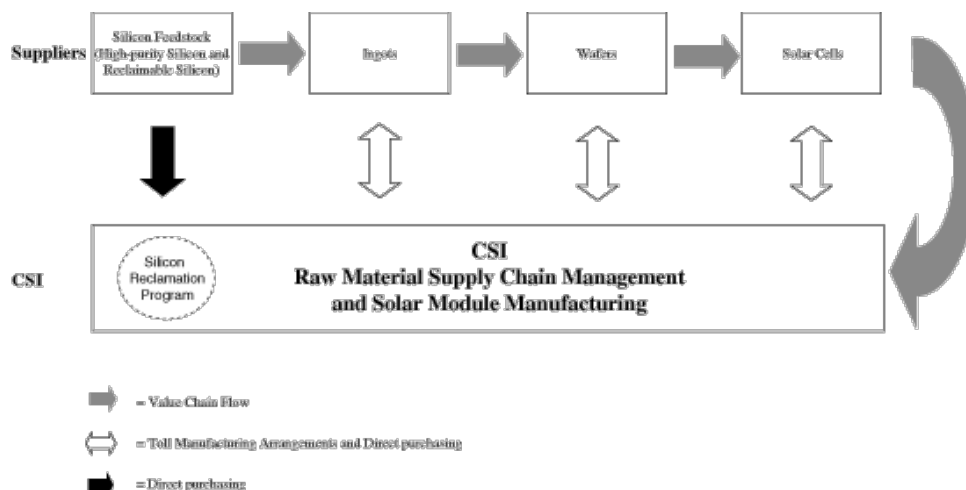 Suppliers
Silicon Feedstock
(High-purity Silicon and
Reclaimable Silicon)
Ingots
Wafers
Solar Cells
CSI
Silicon
Reclamation
Program
CSI
Raw Material Supply Chain Management
and Solar Module Manufacturing
= Value Chain Flow
= Toll Manufacturing Arrangements and Direct purchasing
= Direct purchasing